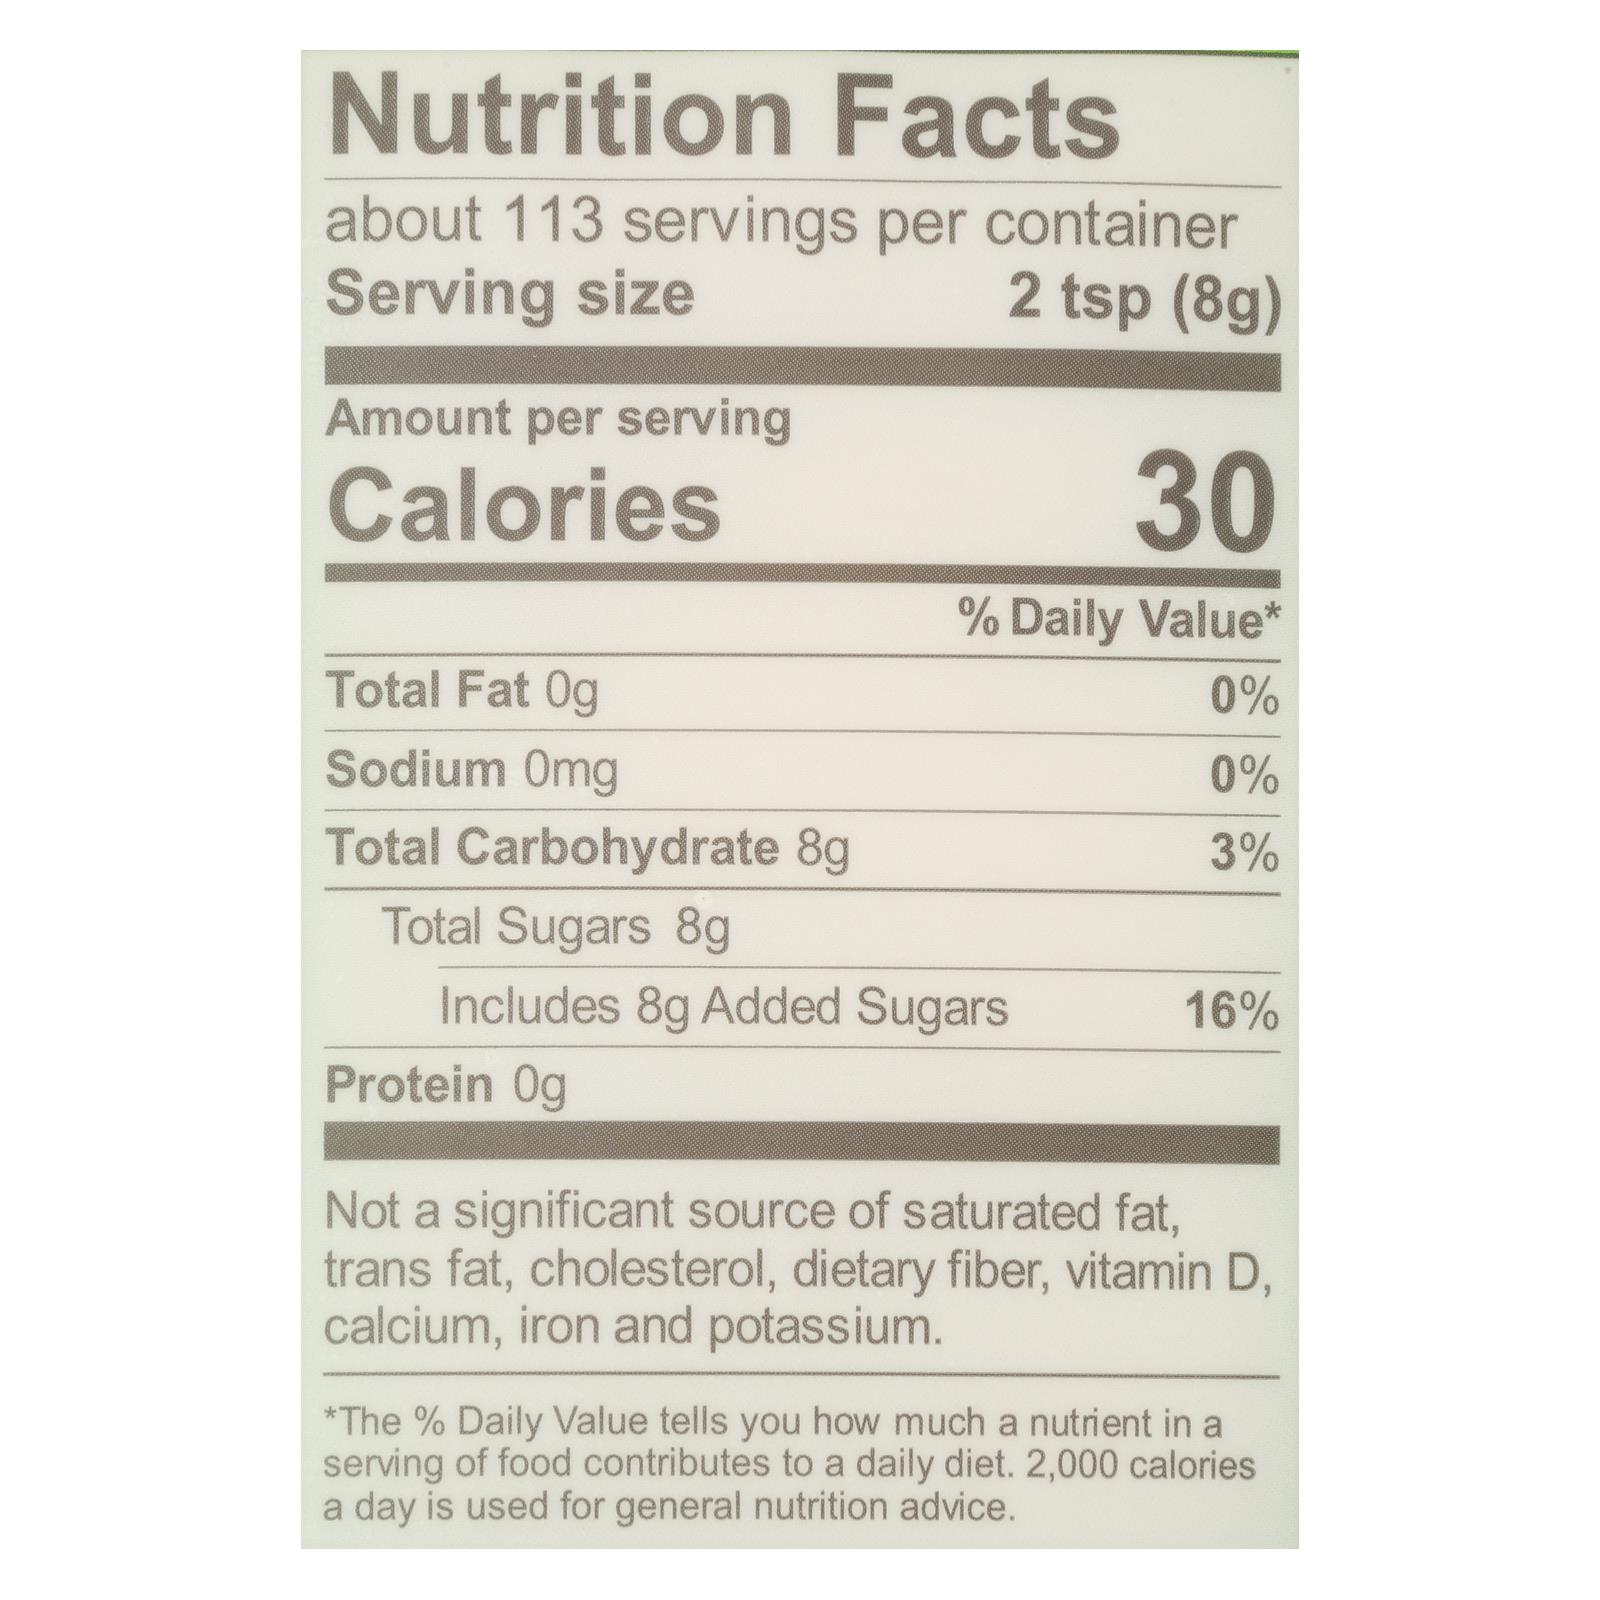 Nutrition Facts
about 113 servings per container
Serving size 2 tsp (8g)
Amount per serving
Calories 30
% Daily Value*
Total Fat 0g 0%
Sodium 0mg 0%
Total Carbohydrate 8g 3%
Total Sugars 8g
Includes 8g Added Sugars 16%
Protein 0g
Not a significant source of saturated fat,
trans fat, cholesterol, dietary fiber, vitamin D,
calcium, iron and potassium.
*The % Daily Value tells you how much a nutrient in a
serving of food contributes to a daily diet. 2,000 calories
a day is used for general nutrition advice.